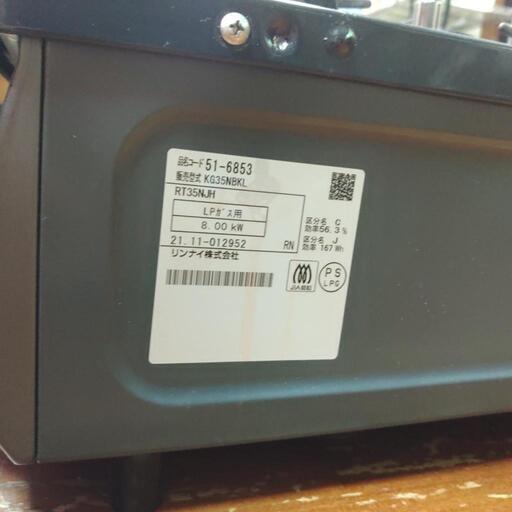 品名コード 51-6853
販売型式 KG35NBKL
RT35NJH
LPガス用
8.00 kW
21.11-012952 RN
リンナイ株式会社
区分名 C
効率56.3%
区分名 J
効率 167 Wh
JIA認証
PS
LPG